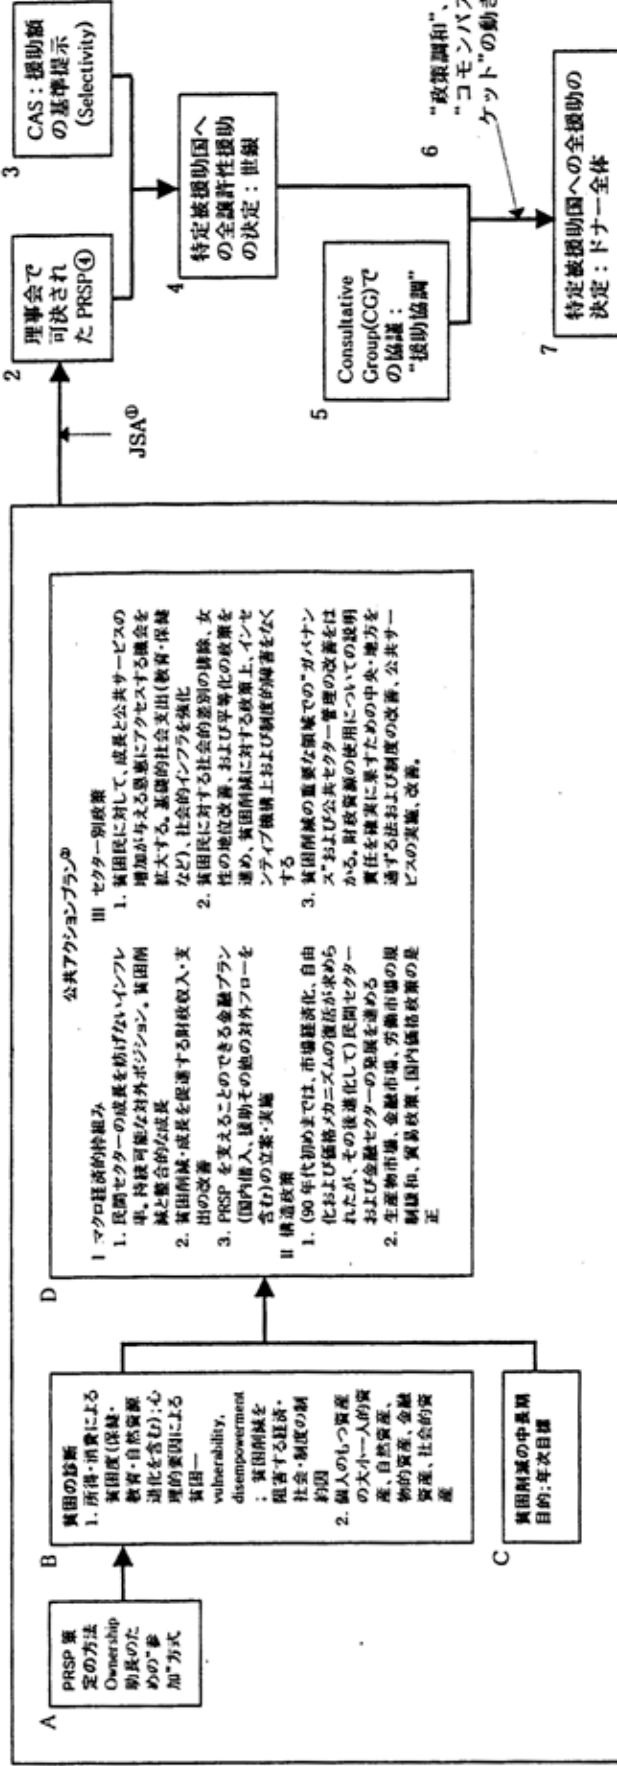 A
PRSP 策
定の方法
Ownership
助長のた
めの"参
加"方式
B
貧困の診断
1. 所得・消費による
貧困度(保健・
教育・自然資源
退化を含む);心
理的要因による
貧困—
vulnerability,
disempowerment
; 貧困削減を
阻害する経済・
社会・制度の制
約因
2. 個人のもつ資産
の大小—人的資
産、自然資産、
物的資産、金融
資産、社会的資
産
C
貧困削減の中長期
目的;年次目標
D
公共アクションプラン②
I マクロ経済的枠組み
1. 民間セクターの成長を妨げないインフレ
率。持続可能な対外ポジション。貧困削
減と整合的な成長
2. 貧困削減・成長を促進する財政収入・支
出の改善
3. PRSP を支えることのできる金融プラン
(国内借入、援助その他の対外フローを
含む)の立案・実施
II 構造政策
1. (90 年代初めまでは、市場経済化、自由
化および価格メカニズムの復活が求めら
れたが、その後進化して) 民間セクター
および金融セクターの発展を進める
2. 生産物市場、金融市場、労働市場の規
制緩和、貿易政策、国内価格政策の是
正
III セクター別政策
1. 貧困民に対して、成長と公共サービスの
増加が与える恩恵にアクセスする機会を
拡大する。基礎的社会支出(教育・保健
など)、社会的インフラを強化
2. 貧困民に対する社会的差別の排除、女
性の地位改善、および平等化の政策を
進め、貧困削減に対する政策上、インセ
ンティブ機構上および制度的障害をなく
する
3. 貧困削減の重要な領域での"ガバナン
ス"および公共セクター管理の改善をは
かる。財政資源の使用についての説明
責任を確実に果すための中央・地方を
通ずる法および制度の改善、公共サー
ビスの実施、改善。
JSA①
2
理事会で
可決され
た PRSP④
3
CAS:援助額
の基準提示
(Selectivity)
4
特定被援助国へ
の全譲許性援助
の決定:世銀
5
Consultative
Group(CG)で
の協議:
"援助協調"
6
"政策調和"、
"コモンバス
ケット"の動き
7
特定被援助国への全援助の
決定:ドナー全体